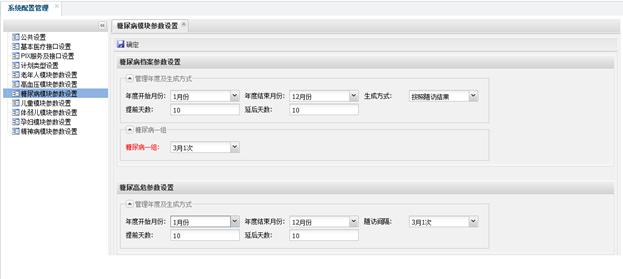 系统配置管理
公共设置
基本医疗接口设置
PIX服务及接口设置
计划类型设置
老年人模块参数设置
高血压模块参数设置
糖尿病模块参数设置
儿童模块参数设置
体弱儿模块参数设置
孕妇模块参数设置
精神病模块参数设置
糖尿病模块参数设置
确定
糖尿病档案参数设置
管理年度及生成方式
年度开始月份: 1月份 年度结束月份: 12月份 生成方式: 按照随访结果
提前天数: 10 延后天数: 10
糖尿病一组
糖尿病一组: 3月1次
糖尿高危参数设置
管理年度及生成方式
年度开始月份: 1月份 年度结束月份: 12月份 随访间隔: 3月1次
提前天数: 10 延后天数: 10